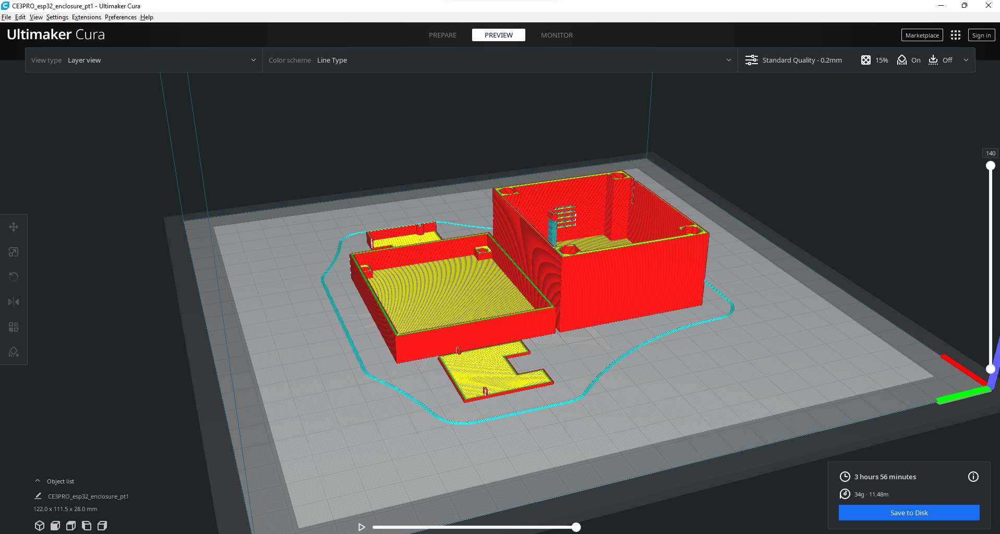 CE3PRO_esp32_enclosure_pt1 - Ultimaker Cura
File Edit View Settings Extensions Preferences Help
Ultimaker Cura
PREPARE PREVIEW MONITOR
Marketplace Sign in
View type Layer view Color scheme Line Type Standard Quality - 0.2mm 15% On Off
140
Object list
CE3PRO_esp32_enclosure_pt1
122.0 x 111.5 x 28.0 mm
3 hours 56 minutes
34g · 11.48m
Save to Disk